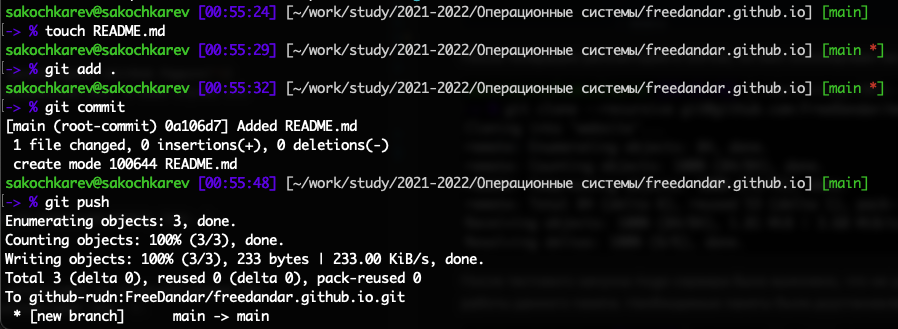 sakochkarev@sakochkarev [00:55:24] [~/work/study/2021-2022/Операционные системы/freedandar.github.io] [main]
-> % touch README.md
sakochkarev@sakochkarev [00:55:29] [~/work/study/2021-2022/Операционные системы/freedandar.github.io] [main *]
-> % git add .
sakochkarev@sakochkarev [00:55:32] [~/work/study/2021-2022/Операционные системы/freedandar.github.io] [main *]
-> % git commit
[main (root-commit) 0a106d7] Added README.md
1 file changed, 0 insertions(+), 0 deletions(-)
create mode 100644 README.md
sakochkarev@sakochkarev [00:55:48] [~/work/study/2021-2022/Операционные системы/freedandar.github.io] [main]
-> % git push
Enumerating objects: 3, done.
Counting objects: 100% (3/3), done.
Writing objects: 100% (3/3), 233 bytes | 233.00 KiB/s, done.
Total 3 (delta 0), reused 0 (delta 0), pack-reused 0
To github-rudn:FreeDandar/freedandar.github.io.git
* [new branch]      main -> main